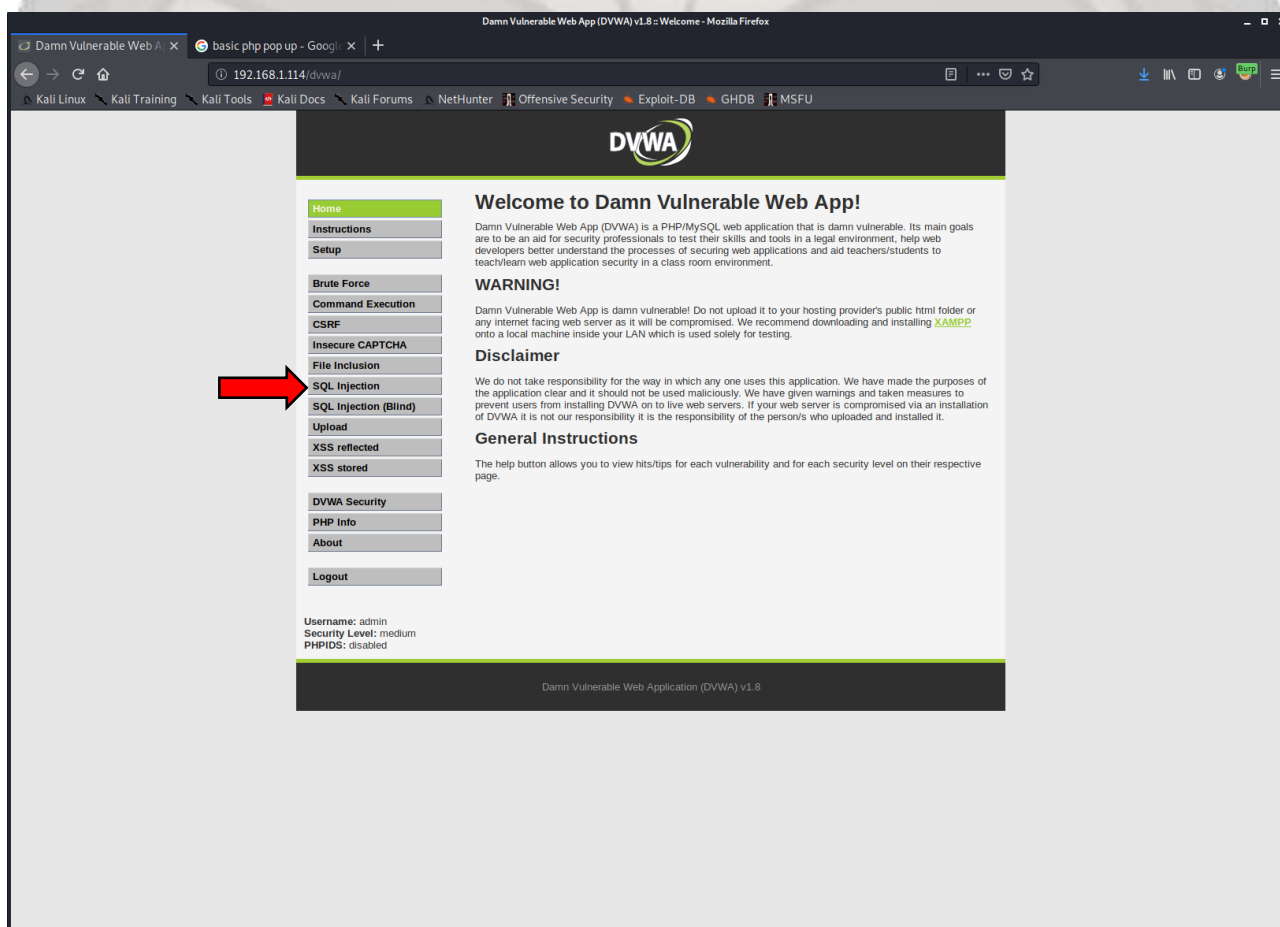 Damn Vulnerable Web App (DVWA) v1.8 :: Welcome - Mozilla Firefox
Damn Vulnerable Web A
basic php pop up - Googl
192.168.1.114/dvwa/
Burp
Kali Linux Kali Training Kali Tools Kali Docs Kali Forums NetHunter Offensive Security Exploit-DB GHDB MSFU
DVWA
Home
Instructions
Setup
Brute Force
Command Execution
CSRF
Insecure CAPTCHA
File Inclusion
SQL Injection
SQL Injection (Blind)
Upload
XSS reflected
XSS stored
DVWA Security
PHP Info
About
Logout
Username: admin
Security Level: medium
PHPIDS: disabled
Welcome to Damn Vulnerable Web App!
Damn Vulnerable Web App (DVWA) is a PHP/MySQL web application that is damn vulnerable. Its main goals
are to be an aid for security professionals to test their skills and tools in a legal environment, help web
developers better understand the processes of securing web applications and aid teachers/students to
teach/learn web application security in a class room environment.
WARNING!
Damn Vulnerable Web App is damn vulnerable! Do not upload it to your hosting provider's public html folder or
any internet facing web server as it will be compromised. We recommend downloading and installing XAMPP
onto a local machine inside your LAN which is used solely for testing.
Disclaimer
We do not take responsibility for the way in which any one uses this application. We have made the purposes of
the application clear and it should not be used maliciously. We have given warnings and taken measures to
prevent users from installing DVWA on to live web servers. If your web server is compromised via an installation
of DVWA it is not our responsibility it is the responsibility of the person/s who uploaded and installed it.
General Instructions
The help button allows you to view hits/tips for each vulnerability and for each security level on their respective
page.
Damn Vulnerable Web Application (DVWA) v1.8